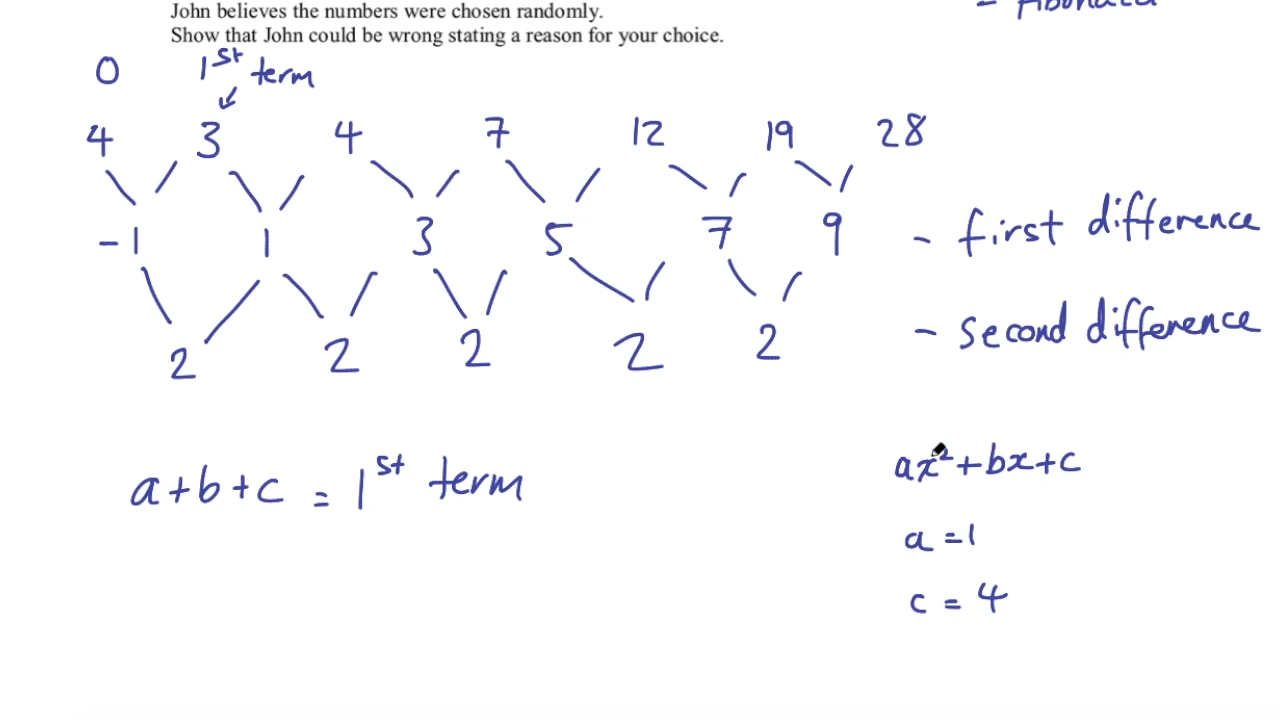 John believes the numbers were chosen randomly.
Show that John could be wrong stating a reason for your choice.
0 1st term
4 3 4 7 12 19 28
-1 1 3 5 7 9 - first difference
2 2 2 2 2 - second difference
a+b+c = 1st term
ax²+bx+c
a=1
c = 4